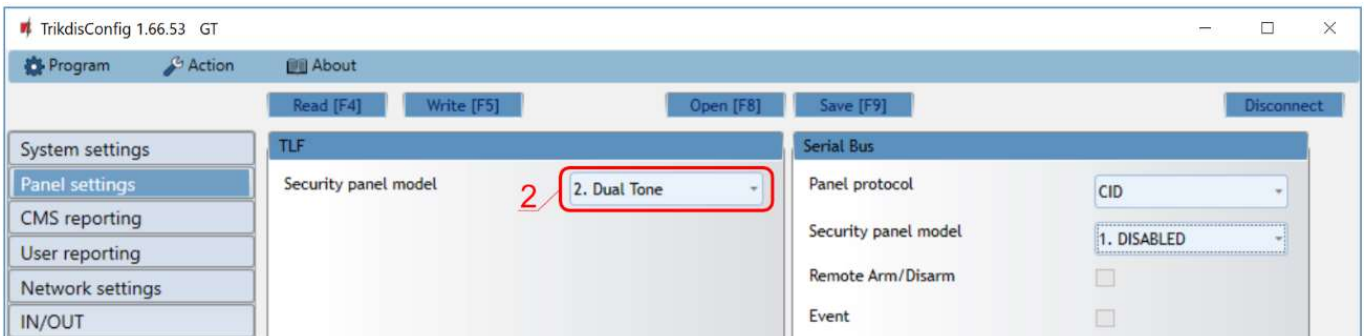 TrikdisConfig 1.66.53 GT
Program Action About
Read [F4] Write [F5] Open [F8] Save [F9] Disconnect
System settings
Panel settings
CMS reporting
User reporting
Network settings
IN/OUT
TLF
Security panel model 2 2. Dual Tone
Serial Bus
Panel protocol CID
Security panel model 1. DISABLED
Remote Arm/Disarm
Event